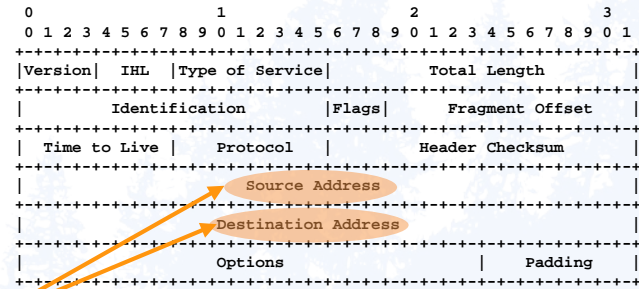 0                   1                   2                   3
0 1 2 3 4 5 6 7 8 9 0 1 2 3 4 5 6 7 8 9 0 1 2 3 4 5 6 7 8 9 0 1
+-+-+-+-+-+-+-+-+-+-+-+-+-+-+-+-+-+-+-+-+-+-+-+-+-+-+-+-+-+-+-+-+
|Version|  IHL  |Type of Service|          Total Length         |
+-+-+-+-+-+-+-+-+-+-+-+-+-+-+-+-+-+-+-+-+-+-+-+-+-+-+-+-+-+-+-+-+
|         Identification        |Flags|      Fragment Offset    |
+-+-+-+-+-+-+-+-+-+-+-+-+-+-+-+-+-+-+-+-+-+-+-+-+-+-+-+-+-+-+-+-+
|  Time to Live |    Protocol   |         Header Checksum       |
+-+-+-+-+-+-+-+-+-+-+-+-+-+-+-+-+-+-+-+-+-+-+-+-+-+-+-+-+-+-+-+-+
|                       Source Address                          |
+-+-+-+-+-+-+-+-+-+-+-+-+-+-+-+-+-+-+-+-+-+-+-+-+-+-+-+-+-+-+-+-+
|                    Destination Address                        |
+-+-+-+-+-+-+-+-+-+-+-+-+-+-+-+-+-+-+-+-+-+-+-+-+-+-+-+-+-+-+-+-+
|                    Options                    |    Padding    |
+-+-+-+-+-+-+-+-+-+-+-+-+-+-+-+-+-+-+-+-+-+-+-+-+-+-+-+-+-+-+-+-+